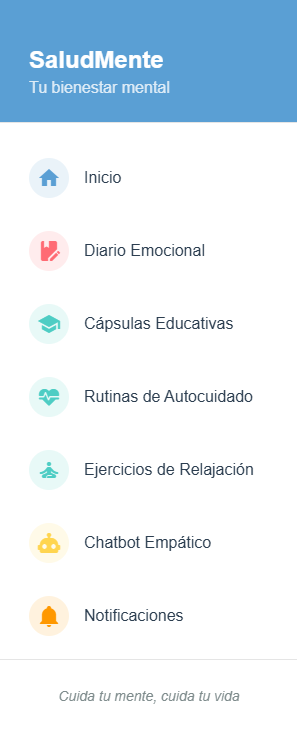 SaludMente
Tu bienestar mental
Inicio
Diario Emocional
Cápsulas Educativas
Rutinas de Autocuidado
Ejercicios de Relajación
Chatbot Empático
Notificaciones
Cuida tu mente, cuida tu vida